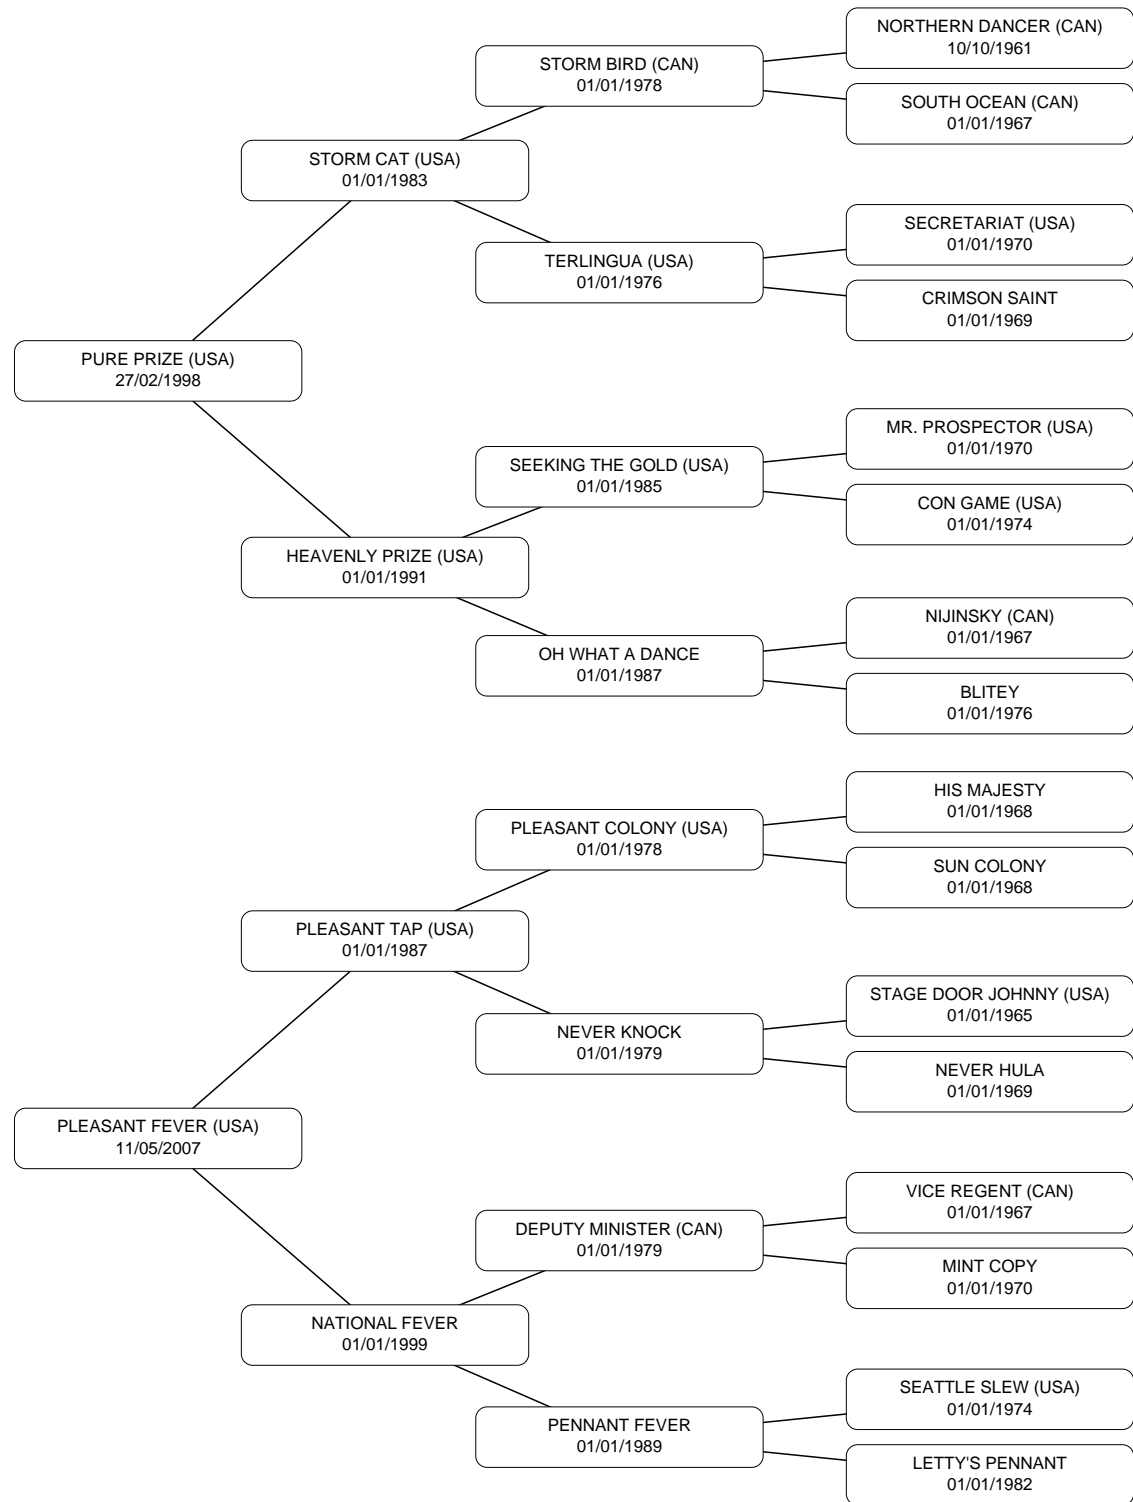 NORTHERN DANCER (CAN)
10/10/1961
STORM BIRD (CAN)
01/01/1978
SOUTH OCEAN (CAN)
01/01/1967
STORM CAT (USA)
01/01/1983
SECRETARIAT (USA)
01/01/1970
TERLINGUA (USA)
01/01/1976
CRIMSON SAINT
01/01/1969
PURE PRIZE (USA)
27/02/1998
MR. PROSPECTOR (USA)
01/01/1970
SEEKING THE GOLD (USA)
01/01/1985
CON GAME (USA)
01/01/1974
HEAVENLY PRIZE (USA)
01/01/1991
NIJINSKY (CAN)
01/01/1967
OH WHAT A DANCE
01/01/1987
BLITEY
01/01/1976
HIS MAJESTY
01/01/1968
PLEASANT COLONY (USA)
01/01/1978
SUN COLONY
01/01/1968
PLEASANT TAP (USA)
01/01/1987
STAGE DOOR JOHNNY (USA)
01/01/1965
NEVER KNOCK
01/01/1979
NEVER HULA
01/01/1969
PLEASANT FEVER (USA)
11/05/2007
VICE REGENT (CAN)
01/01/1967
DEPUTY MINISTER (CAN)
01/01/1979
MINT COPY
01/01/1970
NATIONAL FEVER
01/01/1999
SEATTLE SLEW (USA)
01/01/1974
PENNANT FEVER
01/01/1989
LETTY'S PENNANT
01/01/1982